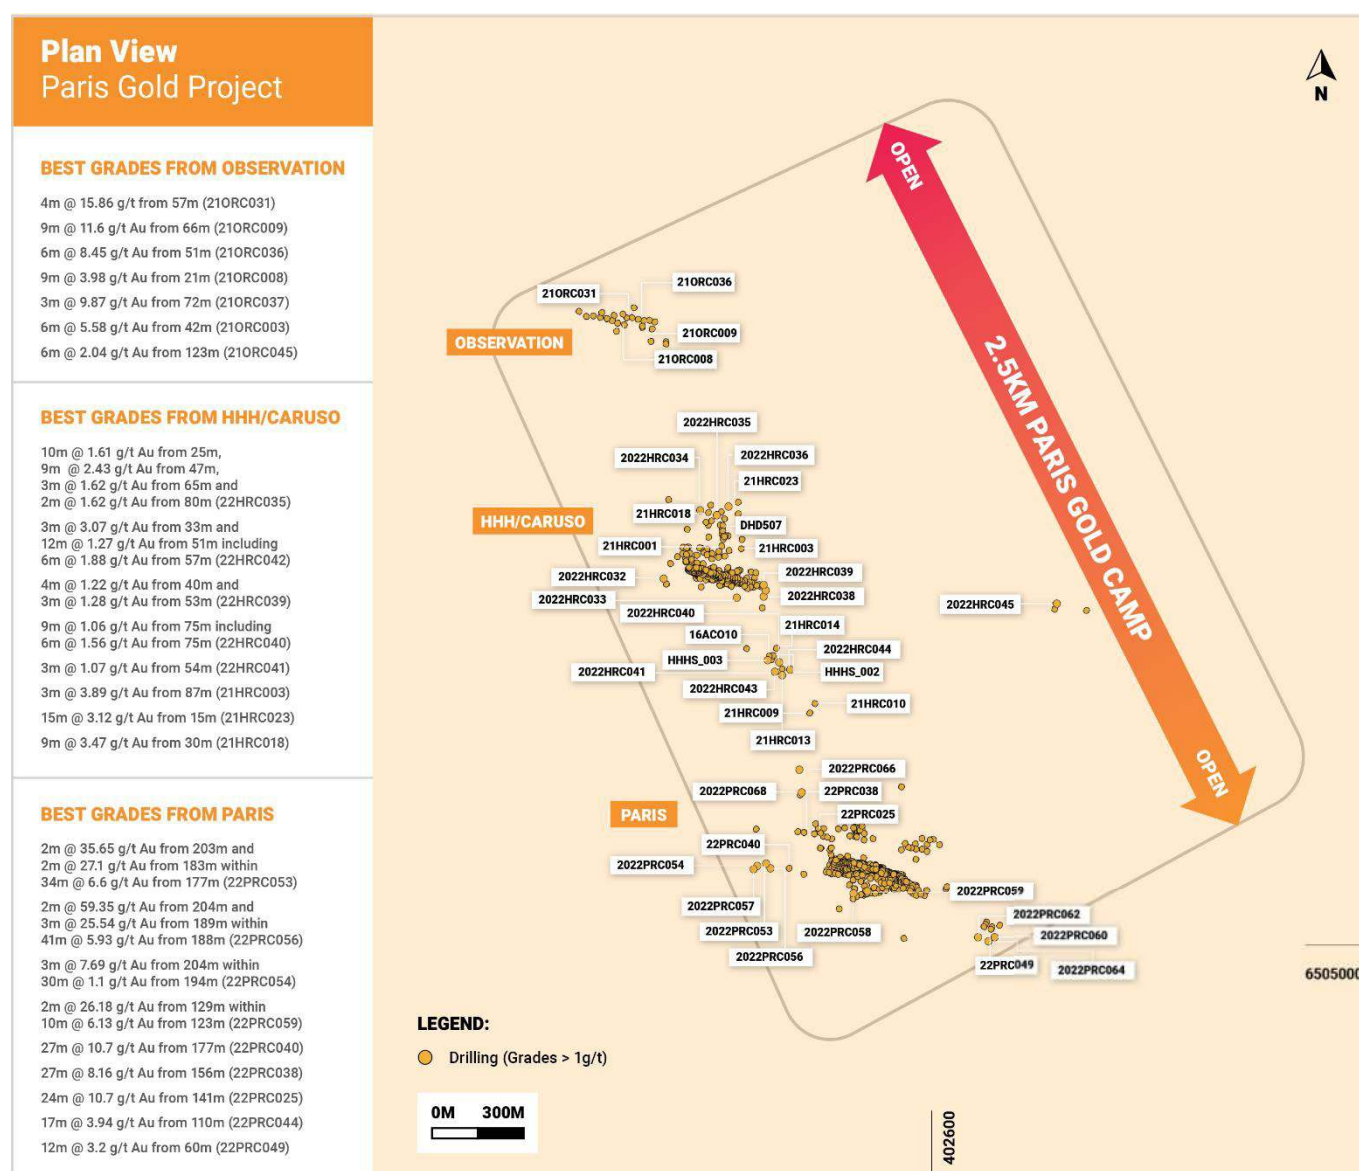 Plan View
Paris Gold Project
BEST GRADES FROM OBSERVATION
4m @ 15.86 g/t from 57m (21ORC031)
9m @ 11.6 g/t Au from 66m (21ORC009)
6m @ 8.45 g/t Au from 51m (21ORC036)
9m @ 3.98 g/t Au from 21m (21ORC008)
3m @ 9.87 g/t Au from 72m (21ORC037)
6m @ 5.58 g/t Au from 42m (21ORC003)
6m @ 2.04 g/t Au from 123m (21ORC045)
BEST GRADES FROM HHH/CARUSO
10m @ 1.61 g/t Au from 25m,
9m @ 2.43 g/t Au from 47m,
3m @ 1.62 g/t Au from 65m and
2m @ 1.62 g/t Au from 80m (22HRC035)
3m @ 3.07 g/t Au from 33m and
12m @ 1.27 g/t Au from 51m including
6m @ 1.88 g/t Au from 57m (22HRC042)
4m @ 1.22 g/t Au from 40m and
3m @ 1.28 g/t Au from 53m (22HRC039)
9m @ 1.06 g/t Au from 75m including
6m @ 1.56 g/t Au from 75m (22HRC040)
3m @ 1.07 g/t Au from 54m (22HRC041)
3m @ 3.89 g/t Au from 87m (21HRC003)
15m @ 3.12 g/t Au from 15m (21HRC023)
9m @ 3.47 g/t Au from 30m (21HRC018)
BEST GRADES FROM PARIS
2m @ 35.65 g/t Au from 203m and
2m @ 27.1 g/t Au from 183m within
34m @ 6.6 g/t Au from 177m (22PRC053)
2m @ 59.35 g/t Au from 204m and
3m @ 25.54 g/t Au from 189m within
41m @ 5.93 g/t Au from 188m (22PRC056)
3m @ 7.69 g/t Au from 204m within
30m @ 1.1 g/t Au from 194m (22PRC054)
2m @ 26.18 g/t Au from 129m within
10m @ 6.13 g/t Au from 123m (22PRC059)
27m @ 10.7 g/t Au from 177m (22PRC040)
27m @ 8.16 g/t Au from 156m (22PRC038)
24m @ 10.7 g/t Au from 141m (22PRC025)
17m @ 3.94 g/t Au from 110m (22PRC044)
12m @ 3.2 g/t Au from 60m (22PRC049)
N
OPEN
2.5KM PARIS GOLD CAMP
OPEN
21ORC036
21ORC031
21ORC009
OBSERVATION
21ORC008
2022HRC035
2022HRC034
2022HRC036
21HRC023
21HRC018
HHH/CARUSO
DHD507
21HRC001
21HRC003
2022HRC032
2022HRC039
2022HRC033
2022HRC038
2022HRC045
2022HRC040
21HRC014
16ACO10
2022HRC044
HHHS_003
2022HRC041
HHHS_002
2022HRC043
21HRC010
21HRC009
21HRC013
2022PRC066
2022PRC068
22PRC038
PARIS
22PRC025
22PRC040
2022PRC054
2022PRC059
2022PRC057
2022PRC062
2022PRC053
2022PRC058
2022PRC060
2022PRC056
22PRC049
2022PRC064
6505000
402600
LEGEND:
Drilling (Grades > 1g/t)
0M 300M